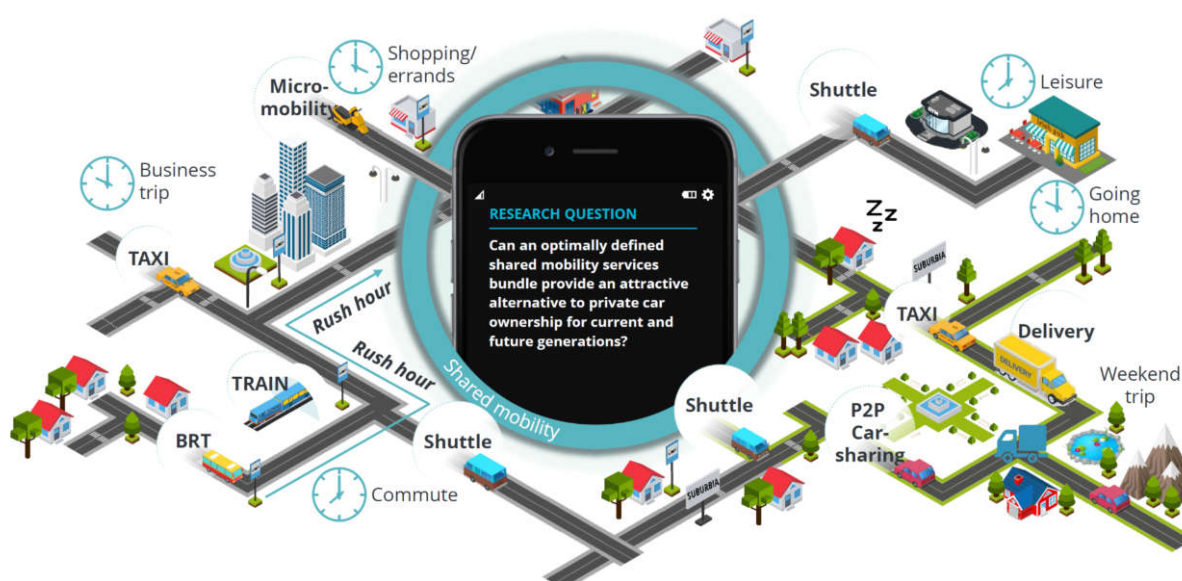 Shopping/
errands
Micro-
mobility
Shuttle
Leisure
Business
trip
Going
home
Zz
z
RESEARCH QUESTION
Can an optimally defined
shared mobility services
bundle provide an attractive
alternative to private car
ownership for current and
future generations?
TAXI
Rush hour
Rush hour
SUBURBIA
TAXI
Delivery
DELIVERY
Weekend
trip
TRAIN
Shared mobility
Shuttle
P2P
Car-
sharing
BRT
Shuttle
Commute
SUBURBIA